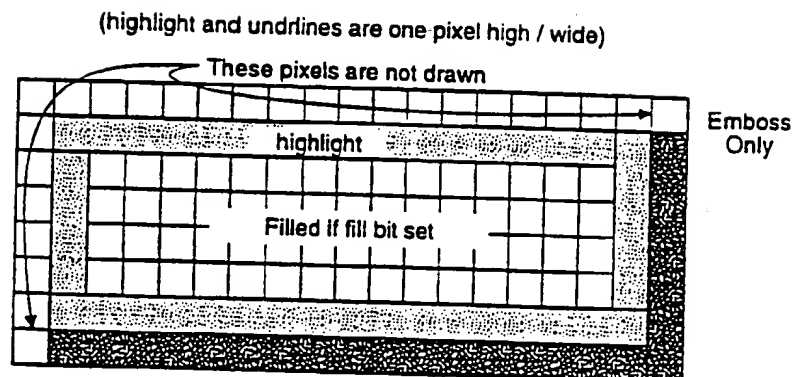 (highlight and undrlines are one pixel high / wide)
These pixels are not drawn
Emboss
Only
highlight
Filled if fill bit set